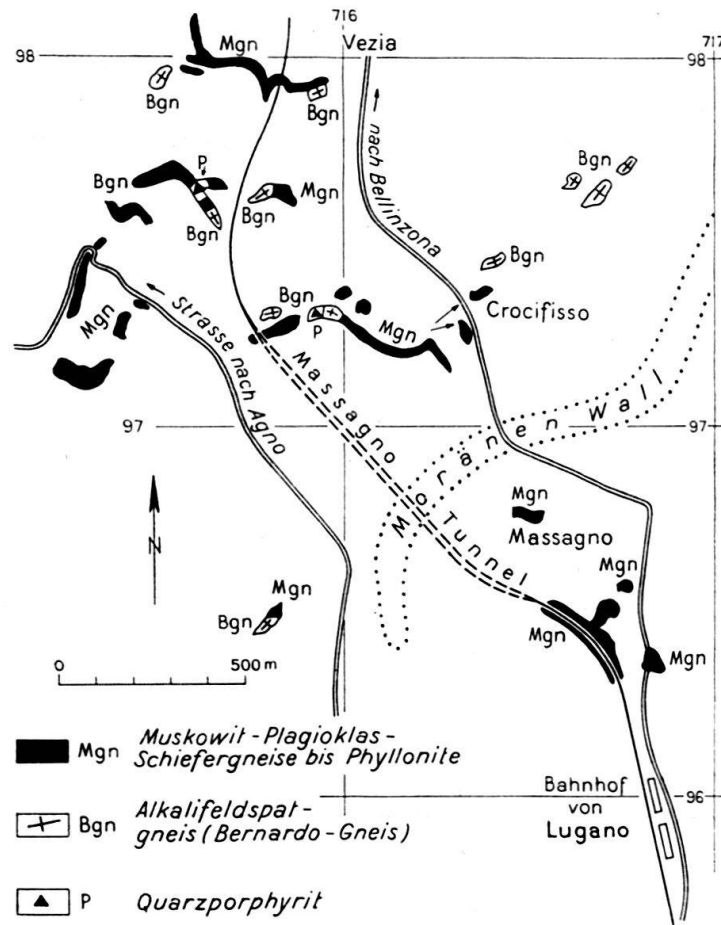 716
717
98
Mgn
Vezia
98
Bgn
Bgn
nach Bellinzona
Bgn
P
Bgn
Mgn
Bgn
Bgn
Bgn
Mgn
Strasse nach Agno
Bgn
P
Mgn
Crocifisso
Massagno Tunnel
Moränen Wall
97
97
N
Mgn
Massagno
Mgn
Mgn
Bgn
Mgn
Mgn
0 500 m
Mgn Muskowit-Plagioklas-
Schiefergneise bis Phyllonite
96
Bahnhof
von
Lugano
Bgn Alkalifeldspat-
gneis (Bernardo-Gneis)
P Quarzporphyrit